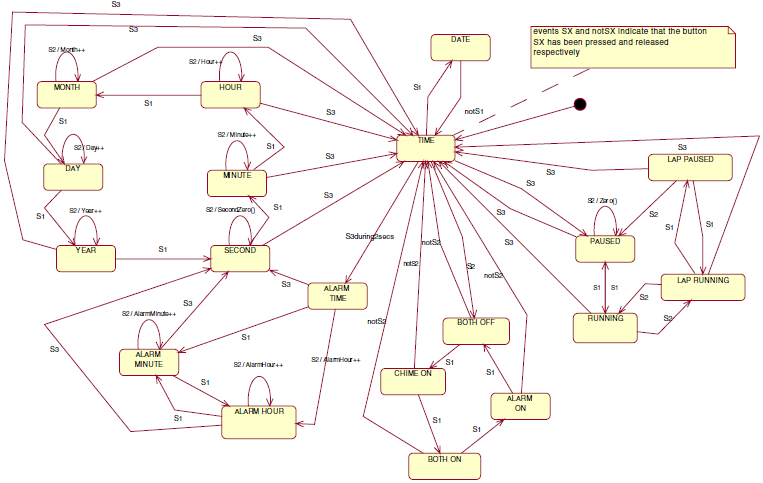 S3
events SX and notSX indicate that the button
SX has been pressed and released
respectively
DATE
S3
S3
S2 / Month++
S2 / Hour++
MONTH
HOUR
S1
S1
notS1
S1
S3
S1
S2 / Minute++
TIME
S2 / Day++
S1
S3
S3
LAP PAUSED
DAY
MINUTE
S3
S3
S3
S2 / Year++
S1
S2 / SecondZero()
S1
S3
S3
S2 / Zero()
S2
S1
S1
YEAR
S1
SECOND
S3during2secs
notS2
S3
PAUSED
notS2
S2
notS2
S3
ALARM
TIME
S1
S1
LAP RUNNING
S2
S2 / AlarmMinute++
S3
notS2
BOTH OFF
RUNNING
S2
S1
S3
ALARM
MINUTE
S2 / AlarmHour++
S2 / AlarmHour++
S1
S1
CHIME ON
S1
S1
ALARM HOUR
ALARM
ON
S1
S1
S1
BOTH ON